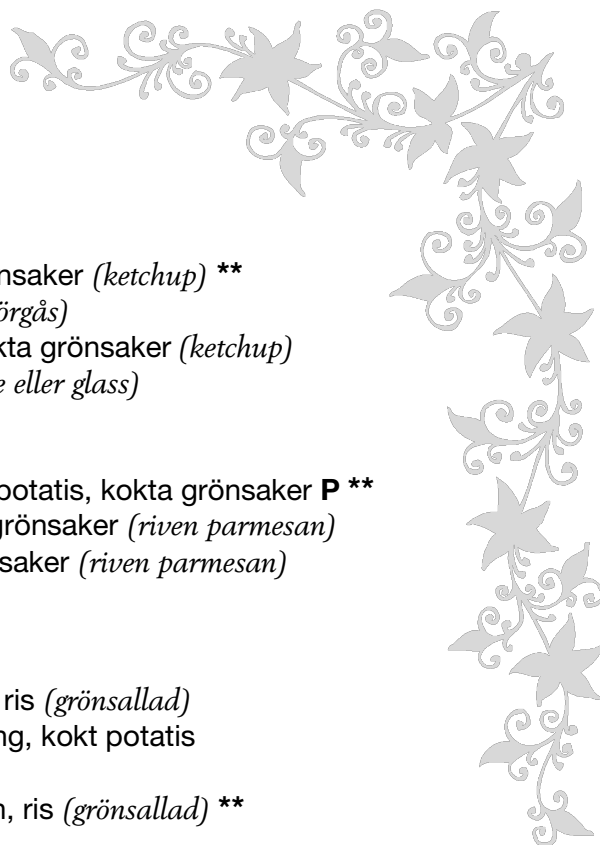 nsaker (ketchup) **
örgås)
kta grönsaker (ketchup)
e eller glass)
potatis, kokta grönsaker P **
grönsaker (riven parmesan)
saker (riven parmesan)
ris (grönsallad)
ng, kokt potatis
n, ris (grönsallad) **